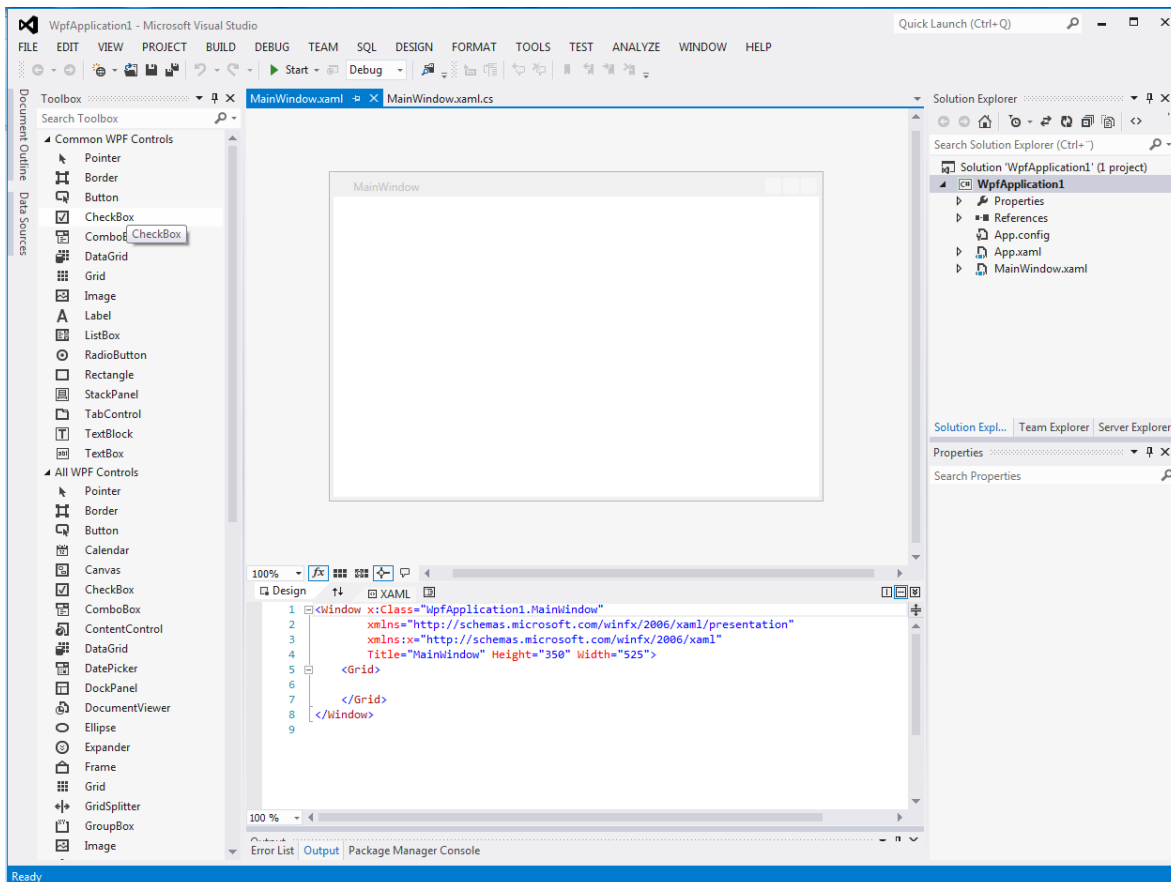 WpfApplication1 - Microsoft Visual Studio
Quick Launch (Ctrl+Q)
FILE EDIT VIEW PROJECT BUILD DEBUG TEAM SQL DESIGN FORMAT TOOLS TEST ANALYZE WINDOW HELP
Start Debug
Document Outline
Data Sources
Toolbox
Search Toolbox
Common WPF Controls
Pointer
Border
Button
CheckBox
ComboB
CheckBox
DataGrid
Grid
Image
Label
ListBox
RadioButton
Rectangle
StackPanel
TabControl
TextBlock
TextBox
All WPF Controls
Pointer
Border
Button
Calendar
Canvas
CheckBox
ComboBox
ContentControl
DataGrid
DatePicker
DockPanel
DocumentViewer
Ellipse
Expander
Frame
Grid
GridSplitter
GroupBox
Image
MainWindow.xaml MainWindow.xaml.cs
MainWindow
100% fx
Design XAML
1 <Window x:Class="WpfApplication1.MainWindow"
2 xmlns="http://schemas.microsoft.com/winfx/2006/xaml/presentation"
3 xmlns:x="http://schemas.microsoft.com/winfx/2006/xaml"
4 Title="MainWindow" Height="350" Width="525">
5 <Grid>
6
7 </Grid>
8 </Window>
9
100 %
Error List Output Package Manager Console
Solution Explorer
Search Solution Explorer (Ctrl+¨)
Solution 'WpfApplication1' (1 project)
WpfApplication1
Properties
References
App.config
App.xaml
MainWindow.xaml
Solution Expl... Team Explorer Server Explorer
Properties
Search Properties
Ready